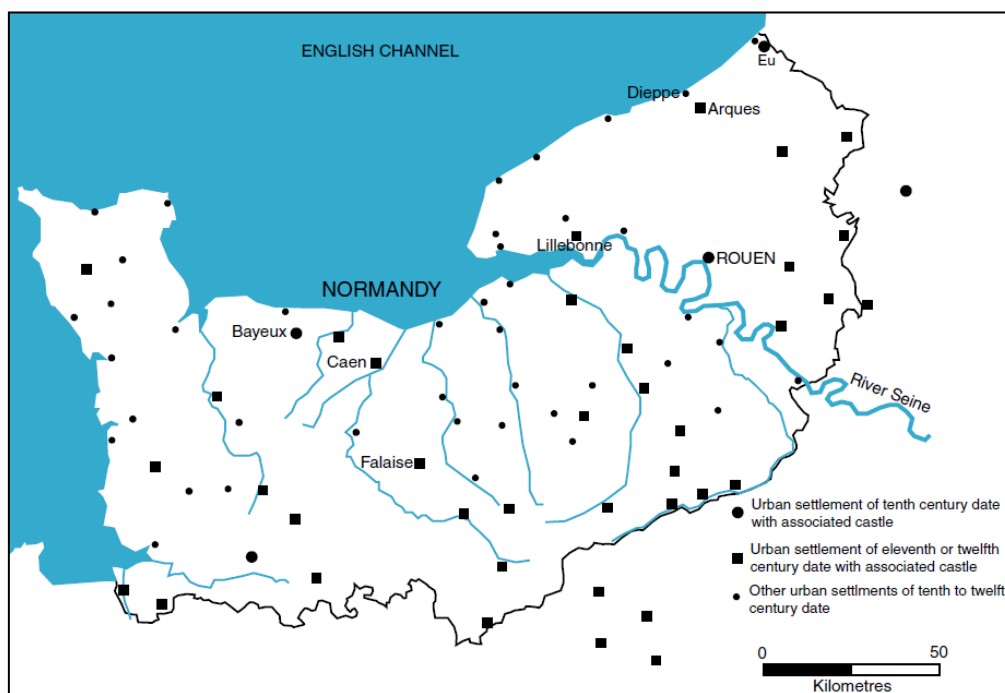 ENGLISH CHANNEL
Eu
Dieppe
Arques
Lillebonne
ROUEN
NORMANDY
Bayeux
Caen
River Seine
Falaise
Urban settlement of tenth century date
with associated castle
Urban settlement of eleventh or twelfth
century date with associated castle
Other urban settlments of tenth to twelft
century date
0 50
Kilometres